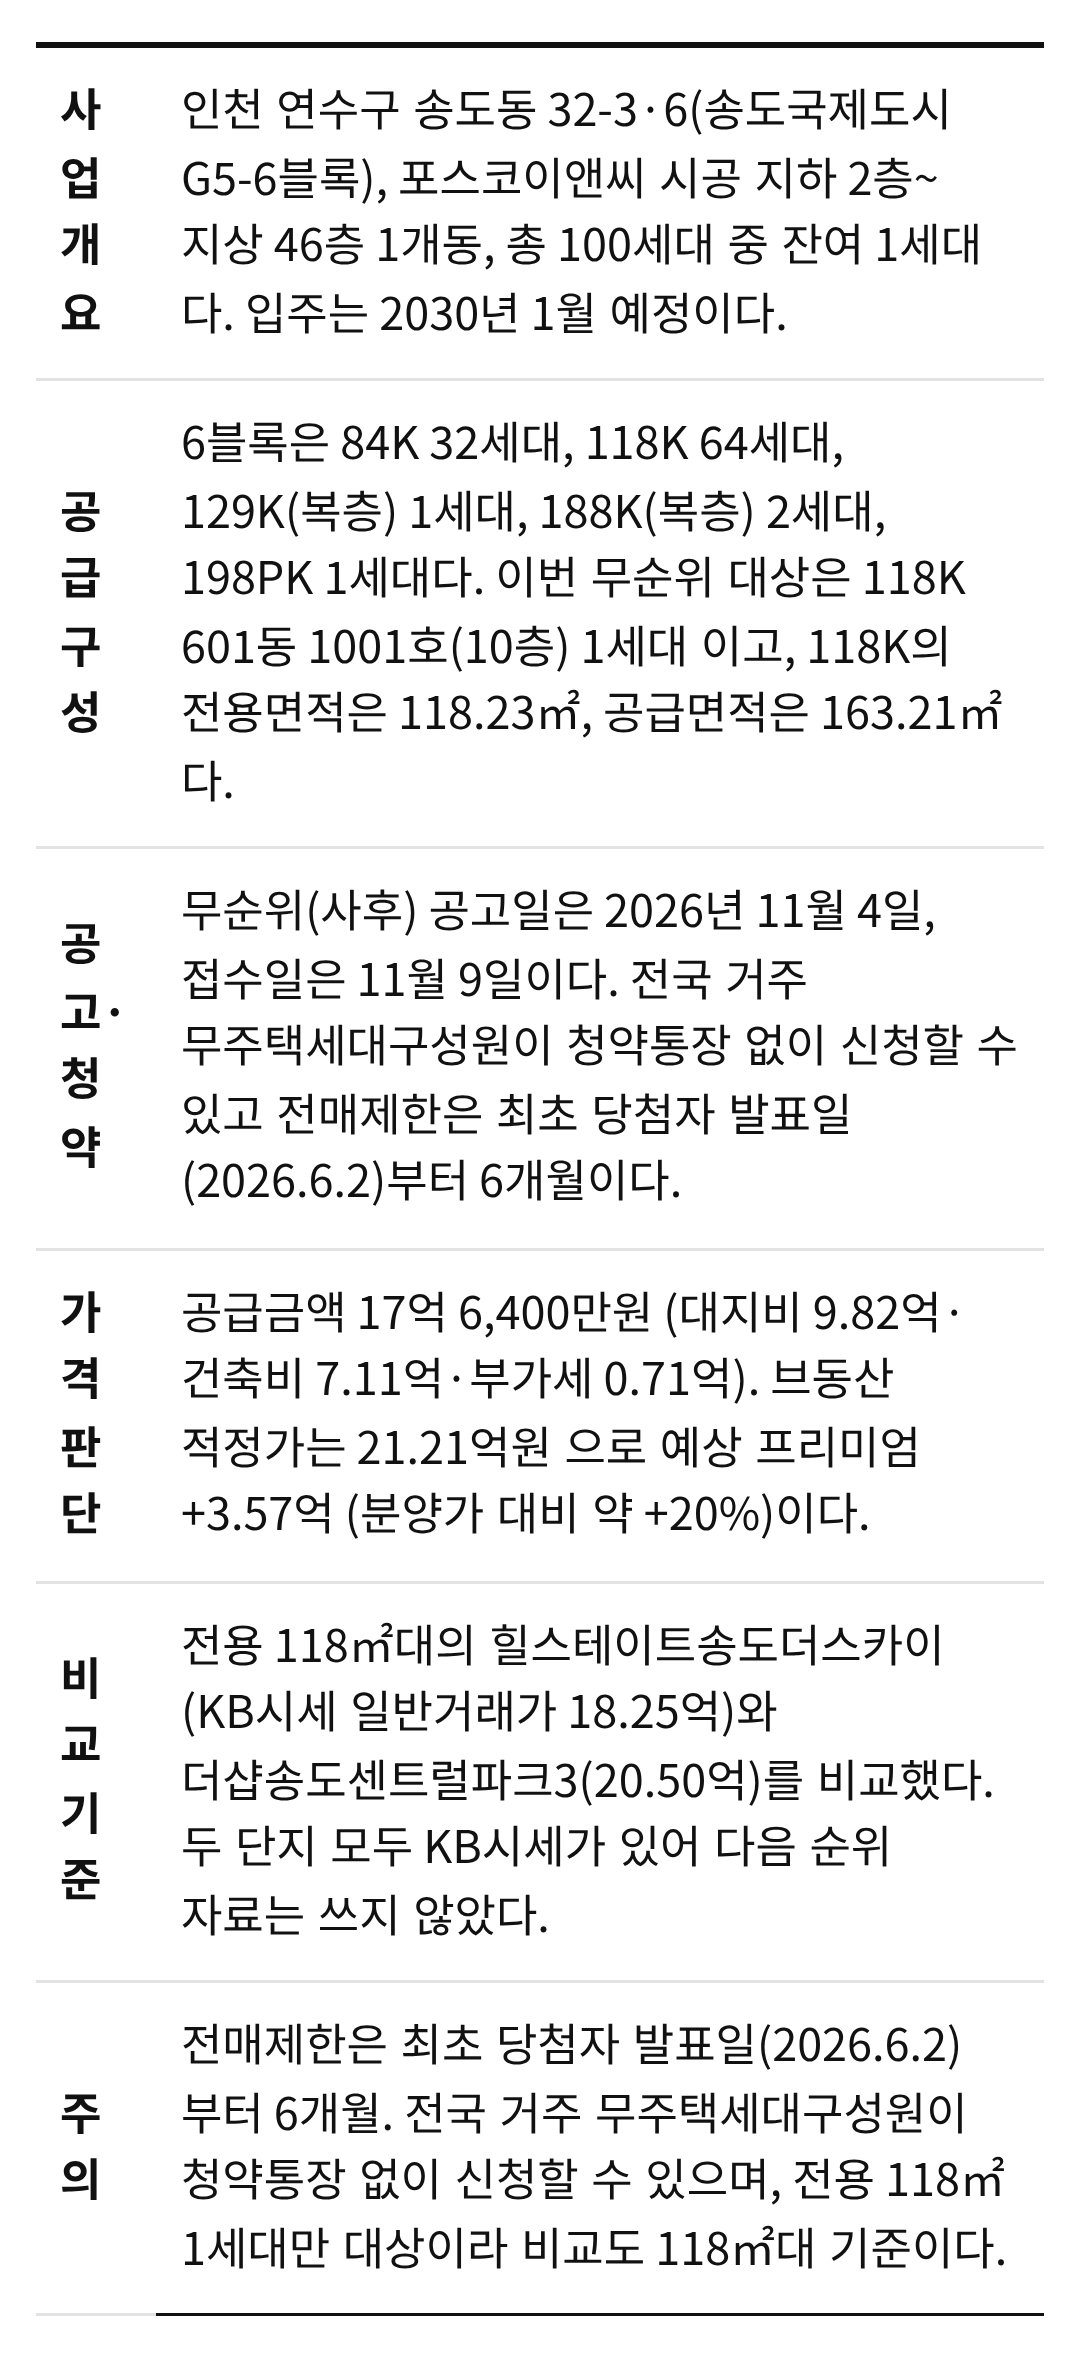 사업개요
인천 연수구 송도동 32-3·6(송도국제도시
G5-6블록), 포스코이앤씨 시공 지하 2층~
지상 46층 1개동, 총 100세대 중 잔여 1세대
다. 입주는 2030년 1월 예정이다.
공급구성
6블록은 84K 32세대, 118K 64세대,
129K(복층) 1세대, 188K(복층) 2세대,
198PK 1세대다. 이번 무순위 대상은 118K
601동 1001호(10층) 1세대 이고, 118K의
전용면적은 118.23㎡, 공급면적은 163.21㎡
다.
공고·청약
무순위(사후) 공고일은 2026년 11월 4일,
접수일은 11월 9일이다. 전국 거주
무주택세대구성원이 청약통장 없이 신청할 수
있고 전매제한은 최초 당첨자 발표일
(2026.6.2)부터 6개월이다.
가격판단
공급금액 17억 6,400만원 (대지비 9.82억·
건축비 7.11억·부가세 0.71억). 브동산
적정가는 21.21억원 으로 예상 프리미엄
+3.57억 (분양가 대비 약 +20%)이다.
비교기준
전용 118㎡대의 힐스테이트송도더스카이
(KB시세 일반거래가 18.25억)와
더샵송도센트럴파크3(20.50억)를 비교했다.
두 단지 모두 KB시세가 있어 다음 순위
자료는 쓰지 않았다.
주의
전매제한은 최초 당첨자 발표일(2026.6.2)
부터 6개월. 전국 거주 무주택세대구성원이
청약통장 없이 신청할 수 있으며, 전용 118㎡
1세대만 대상이라 비교도 118㎡대 기준이다.